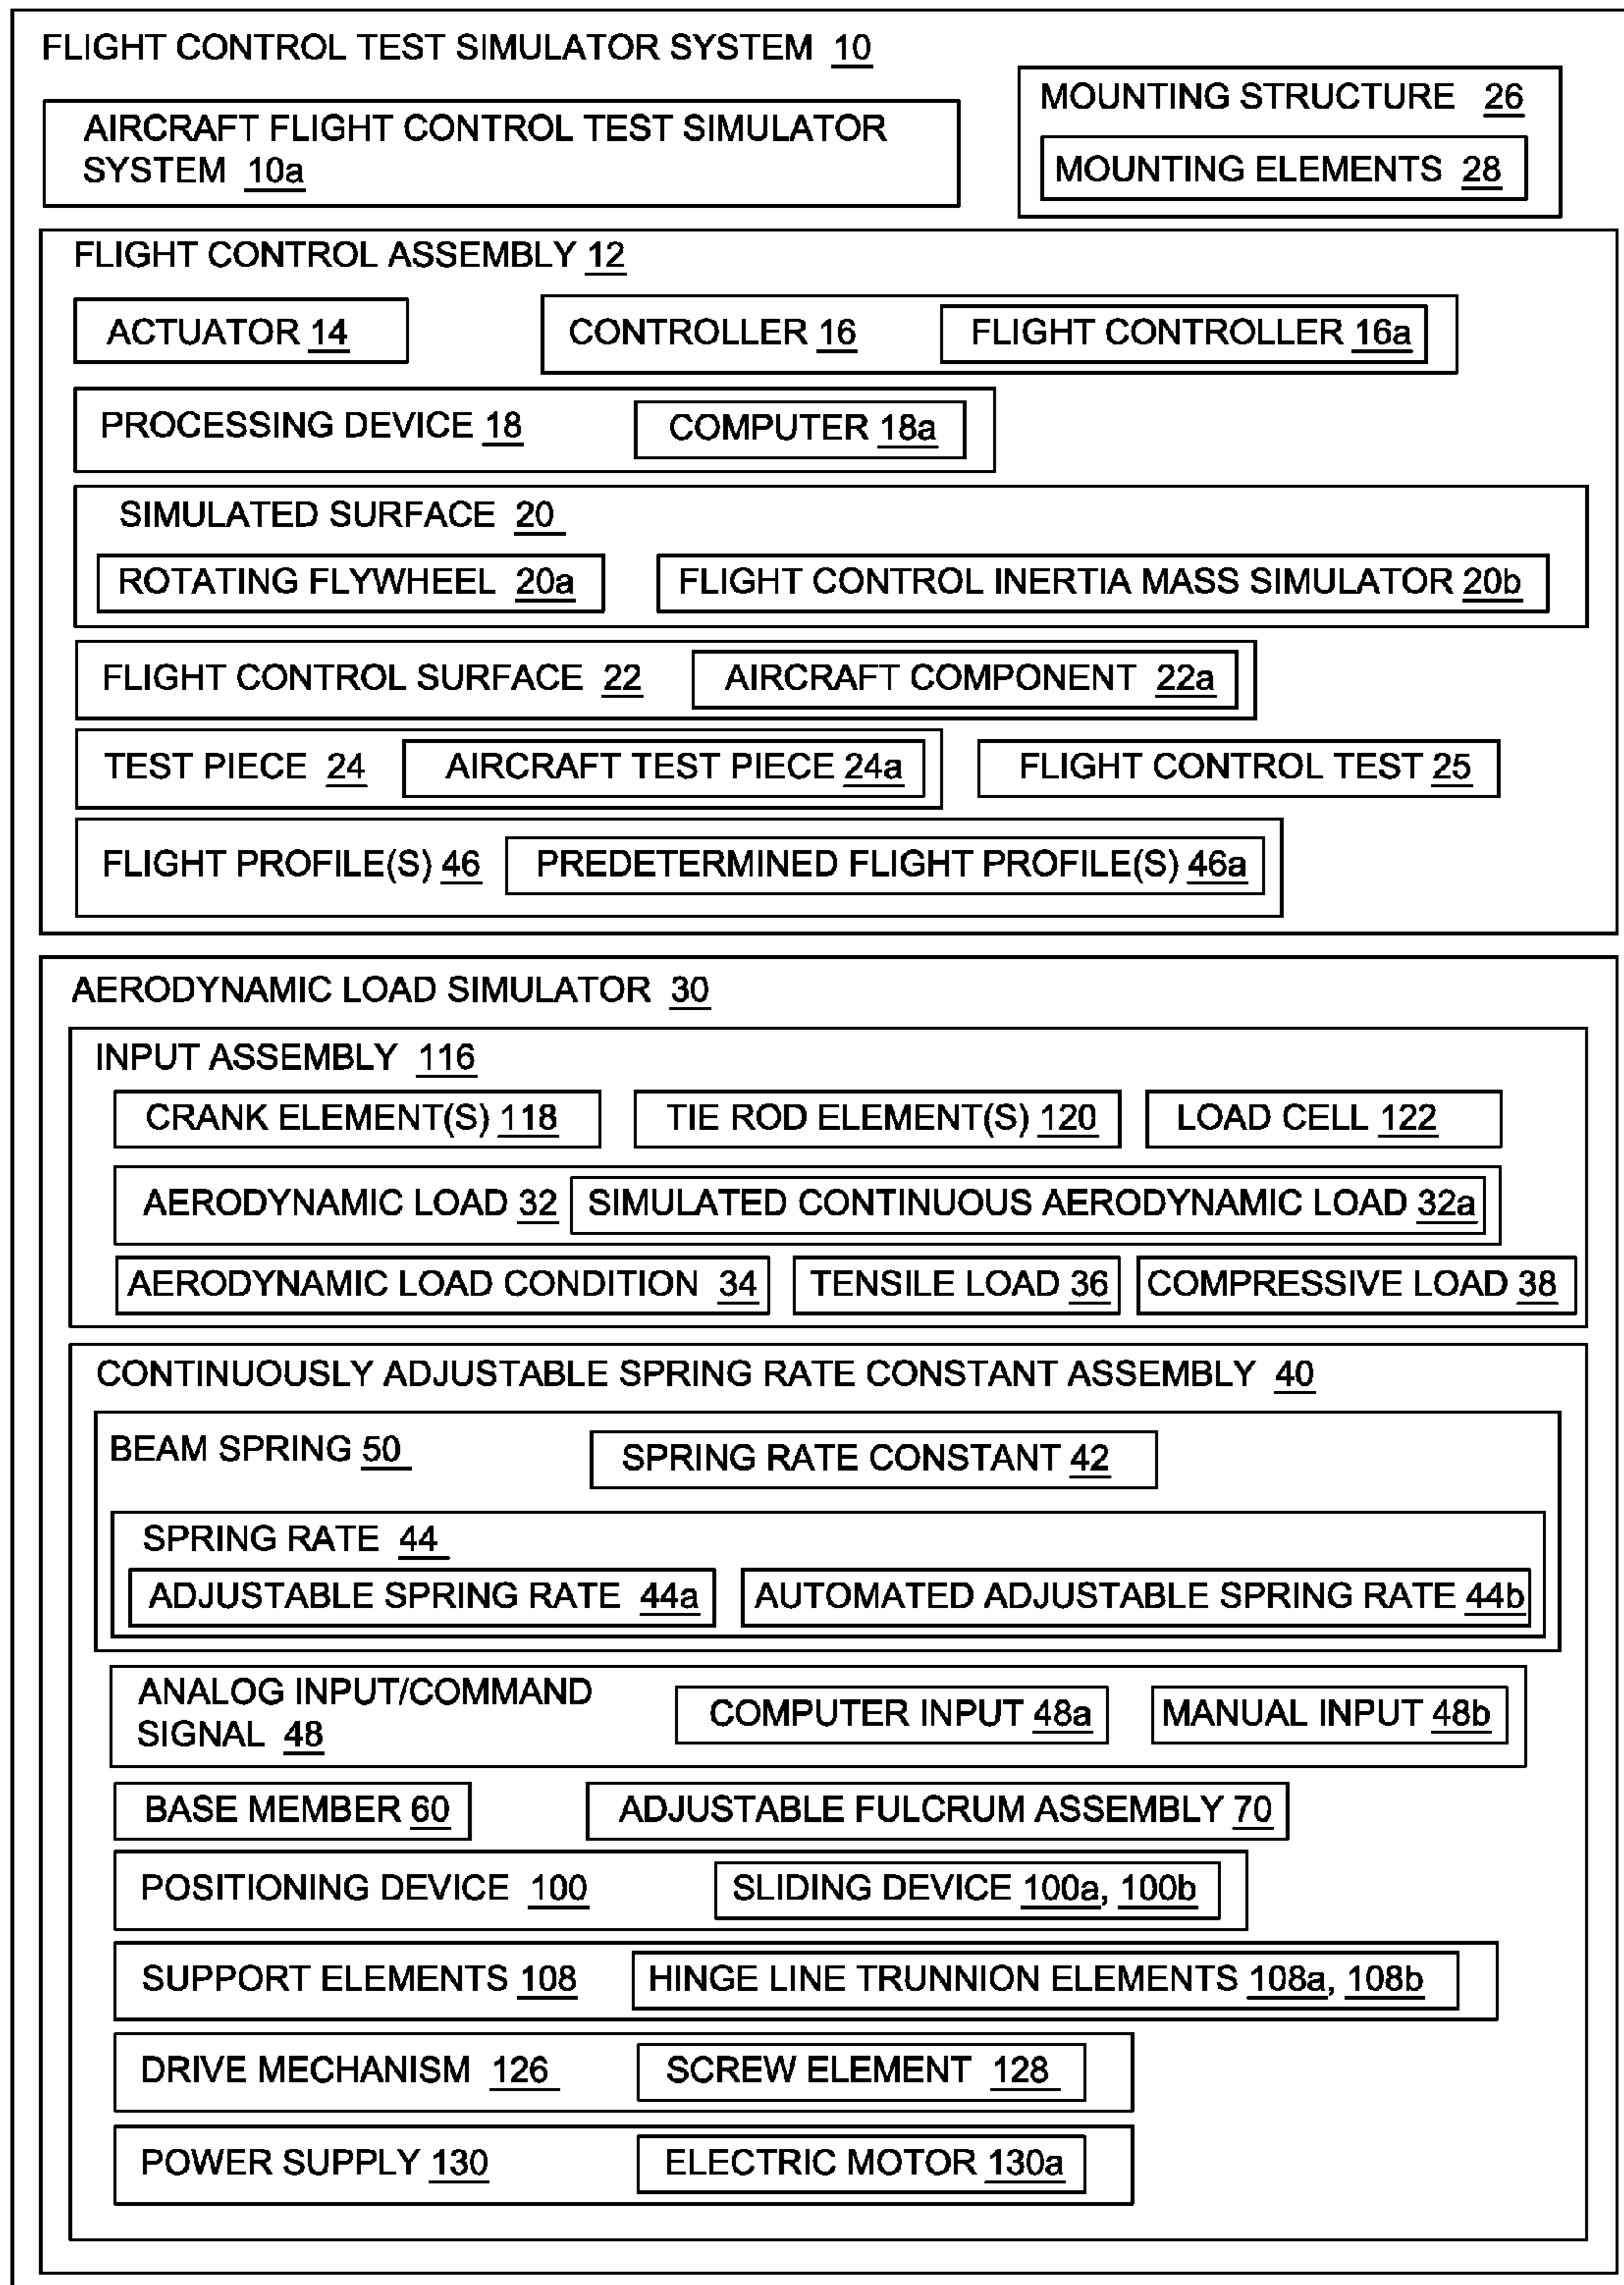 FLIGHT CONTROL TEST SIMULATOR SYSTEM 10
AIRCRAFT FLIGHT CONTROL TEST SIMULATOR
SYSTEM 10a
MOUNTING STRUCTURE 26
MOUNTING ELEMENTS 28
FLIGHT CONTROL ASSEMBLY 12
ACTUATOR 14
CONTROLLER 16
FLIGHT CONTROLLER 16a
PROCESSING DEVICE 18
COMPUTER 18a
SIMULATED SURFACE 20
ROTATING FLYWHEEL 20a
FLIGHT CONTROL INERTIA MASS SIMULATOR 20b
FLIGHT CONTROL SURFACE 22
AIRCRAFT COMPONENT 22a
TEST PIECE 24
AIRCRAFT TEST PIECE 24a
FLIGHT CONTROL TEST 25
FLIGHT PROFILE(S) 46
PREDETERMINED FLIGHT PROFILE(S) 46a
AERODYNAMIC LOAD SIMULATOR 30
INPUT ASSEMBLY 116
CRANK ELEMENT(S) 118
TIE ROD ELEMENT(S) 120
LOAD CELL 122
AERODYNAMIC LOAD 32
SIMULATED CONTINUOUS AERODYNAMIC LOAD 32a
AERODYNAMIC LOAD CONDITION 34
TENSILE LOAD 36
COMPRESSIVE LOAD 38
CONTINUOUSLY ADJUSTABLE SPRING RATE CONSTANT ASSEMBLY 40
BEAM SPRING 50
SPRING RATE CONSTANT 42
SPRING RATE 44
ADJUSTABLE SPRING RATE 44a
AUTOMATED ADJUSTABLE SPRING RATE 44b
ANALOG INPUT/COMMAND
SIGNAL 48
COMPUTER INPUT 48a
MANUAL INPUT 48b
BASE MEMBER 60
ADJUSTABLE FULCRUM ASSEMBLY 70
POSITIONING DEVICE 100
SLIDING DEVICE 100a, 100b
SUPPORT ELEMENTS 108
HINGE LINE TRUNNION ELEMENTS 108a, 108b
DRIVE MECHANISM 126
SCREW ELEMENT 128
POWER SUPPLY 130
ELECTRIC MOTOR 130a